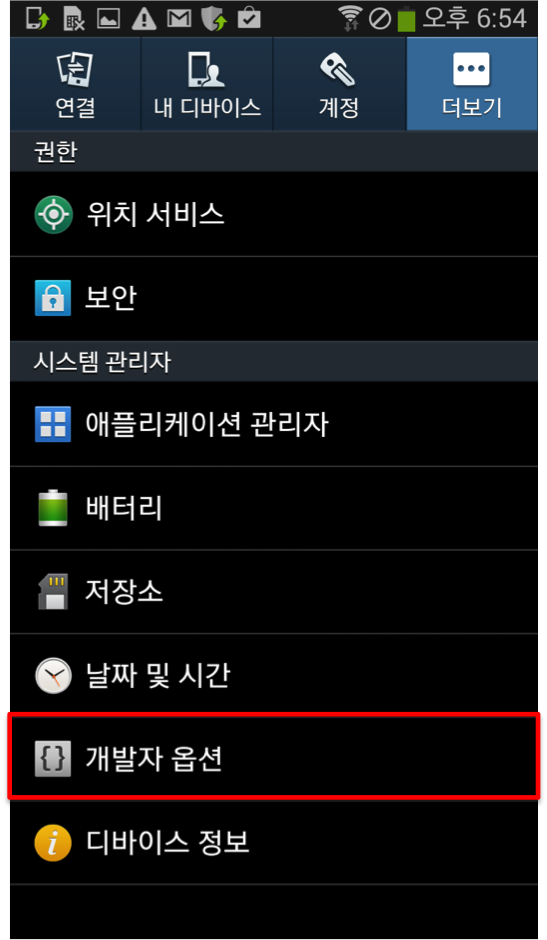 오후 6:54
연결
내 디바이스
계정
더보기
권한
위치 서비스
보안
시스템 관리자
애플리케이션 관리자
배터리
저장소
날짜 및 시간
{} 개발자 옵션
i 디바이스 정보